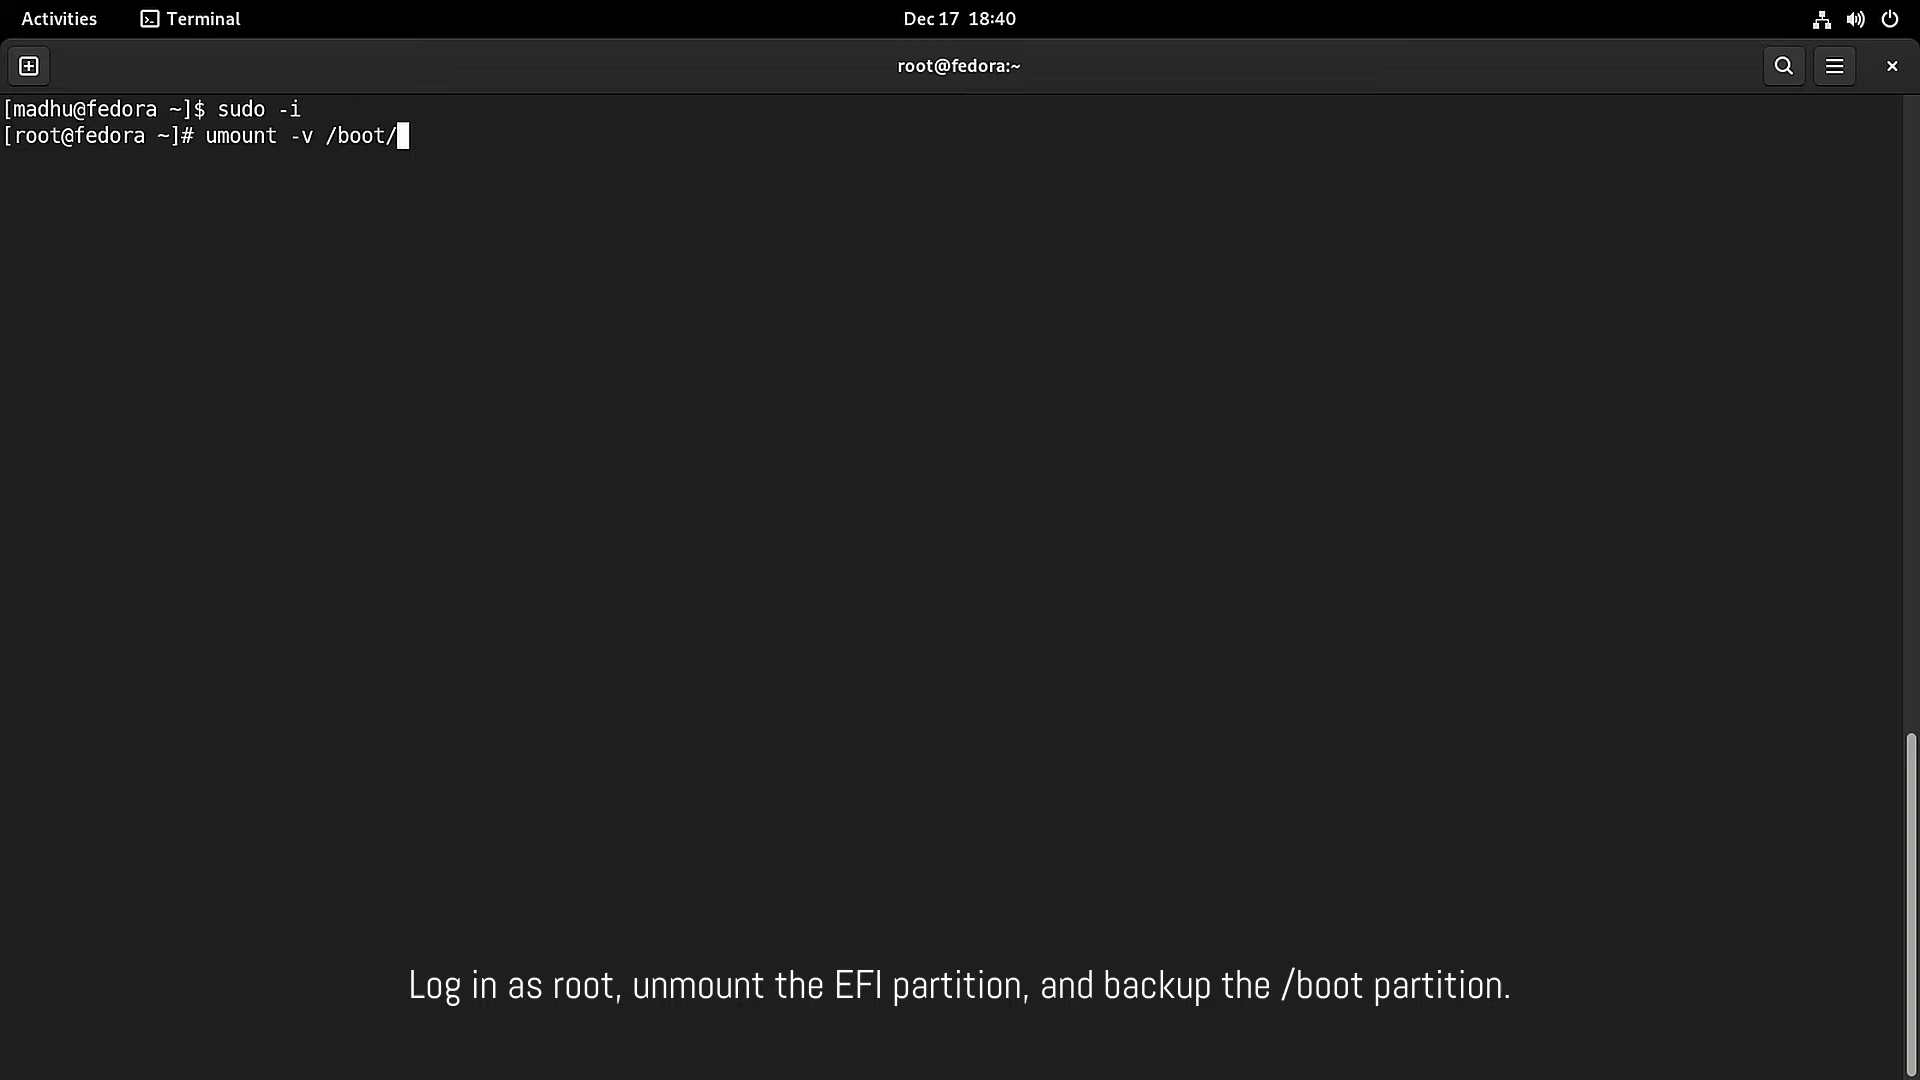 Activities Terminal Dec 17 18:40
root@fedora:~
[madhu@fedora ~]$ sudo -i
[root@fedora ~]# umount -v /boot/
Log in as root, unmount the EFI partition, and backup the /boot partition.